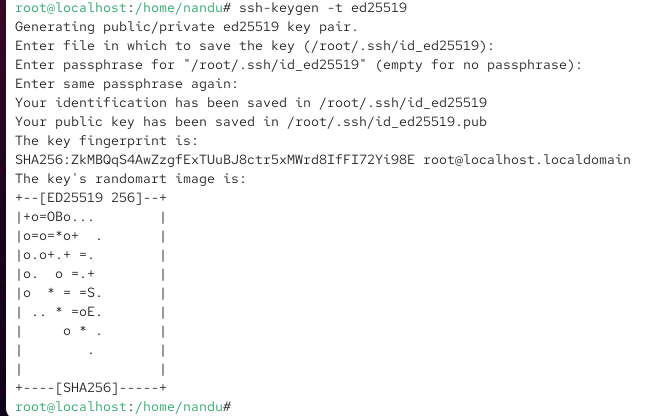 root@localhost:/home/nandu# ssh-keygen -t ed25519
Generating public/private ed25519 key pair.
Enter file in which to save the key (/root/.ssh/id_ed25519):
Enter passphrase for "/root/.ssh/id_ed25519" (empty for no passphrase):
Enter same passphrase again:
Your identification has been saved in /root/.ssh/id_ed25519
Your public key has been saved in /root/.ssh/id_ed25519.pub
The key fingerprint is:
SHA256:ZkMBQqS4AwZzgfExTUuBJ8ctr5xMWrd8IfFI72Yi98E root@localhost.localdomain
The key's randomart image is:
+--[ED25519 256]--+
|+o=OBo...        |
|o=o=*o+  .       |
|o.o+.+ =.        |
|o.  o =.+        |
|o  * = =S.       |
| .. * =oE.       |
|     o * .       |
|        .        |
|                 |
+----[SHA256]-----+
root@localhost:/home/nandu#